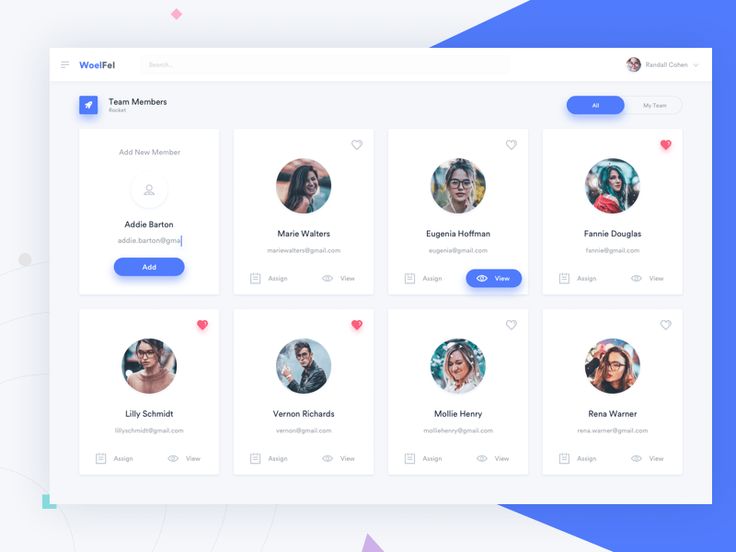 WoelFel
Search...
Randall Cohen
Team Members
Rocket
All
My Team
Add New Member
Addie Barton
addie.barton@gma
Add
Marie Walters
mariewalters@gmail.com
Assign
View
Eugenia Hoffman
eugenia@gmail.com
Assign
View
Fannie Douglas
fannie@gmail.com
Assign
View
Lilly Schmidt
lillyschmidt@gmail.com
Assign
View
Vernon Richards
vernon@gmail.com
Assign
View
Mollie Henry
molliehenry@gmail.com
Assign
View
Rena Warner
rena.warner@gmail.com
Assign
View